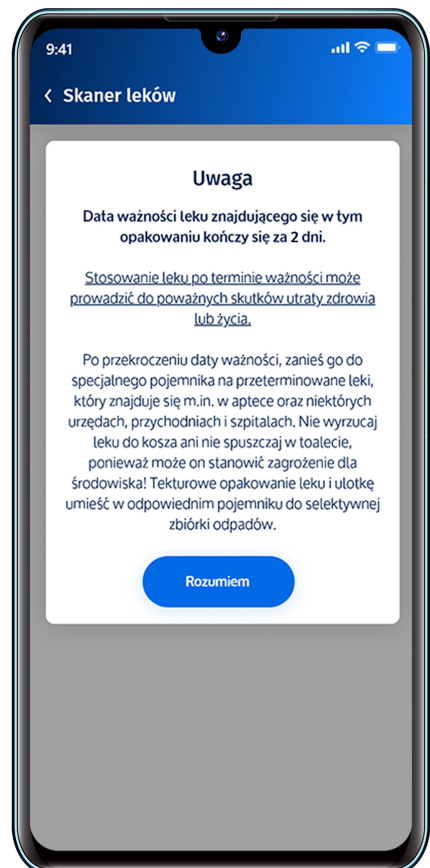 9:41
Skaner leków
Uwaga
Data ważności leku znajdującego się w tym
opakowaniu kończy się za 2 dni.
Stosowanie leku po terminie ważności może
prowadzić do poważnych skutków utraty zdrowia
lub życia.
Po przekroczeniu daty ważności, zanieś go do
specjalnego pojemnika na przeterminowane leki,
który znajduje się m.in. w aptece oraz niektórych
urzędach, przychodniach i szpitalach. Nie wyrzucaj
leku do kosza ani nie spuszczaj w toalecie,
ponieważ może on stanowić zagrożenie dla
środowiska! Tekturowe opakowanie leku i ulotkę
umieść w odpowiednim pojemniku do selektywnej
zbiórki odpadów.
Rozumiem